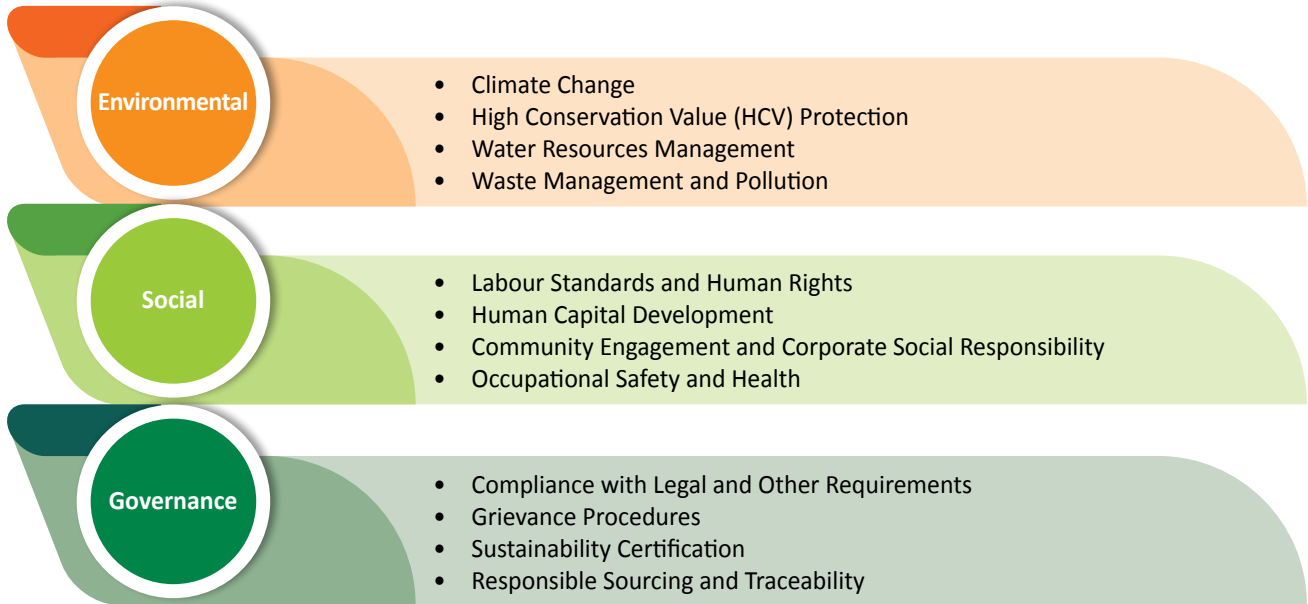 Environmental
• Climate Change
• High Conservation Value (HCV) Protection
• Water Resources Management
• Waste Management and Pollution
Social
• Labour Standards and Human Rights
• Human Capital Development
• Community Engagement and Corporate Social Responsibility
• Occupational Safety and Health
Governance
• Compliance with Legal and Other Requirements
• Grievance Procedures
• Sustainability Certification
• Responsible Sourcing and Traceability